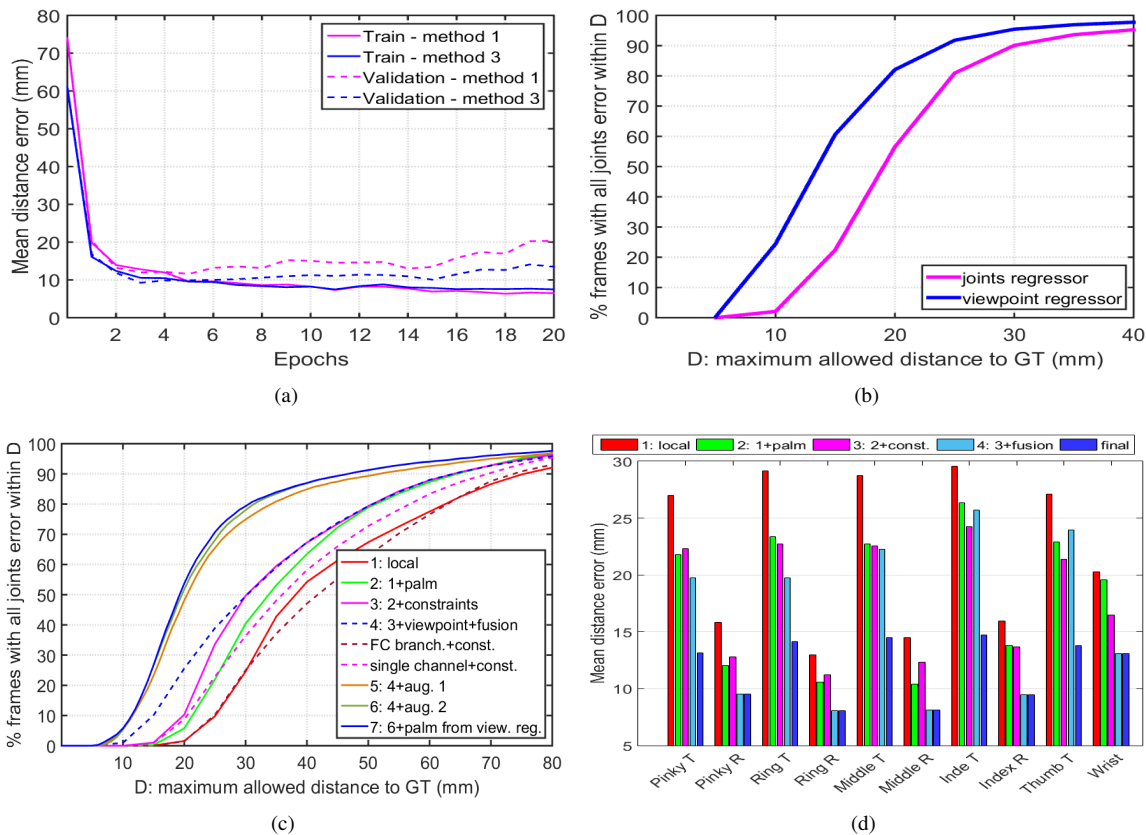 80
70
60
50
40
30
20
10
0
Mean distance error (mm)
Train - method 1
Train - method 3
Validation - method 1
Validation - method 3
2 4 6 8 10 12 14 16 18 20
Epochs
(a)
100
90
80
70
60
50
40
30
20
10
0
% frames with all joints error within D
joints regressor
viewpoint regressor
10 20 30 40
D: maximum allowed distance to GT (mm)
(b)
100
90
80
70
60
50
40
30
20
10
0
% frames with all joints error within D
1: local
2: 1+palm
3: 2+constraints
4: 3+viewpoint+fusion
FC branch.+const.
single channel+const.
5: 4+aug. 1
6: 4+aug. 2
7: 6+palm from view. reg.
10 20 30 40 50 60 70 80
D: maximum allowed distance to GT (mm)
(c)
1: local 2: 1+palm 3: 2+const. 4: 3+fusion final
30
25
20
15
10
5
Mean distance error (mm)
Pinky T Pinky R Ring T Ring R Middle T Middle R Inde T Index R Thumb T Wrist
(d)